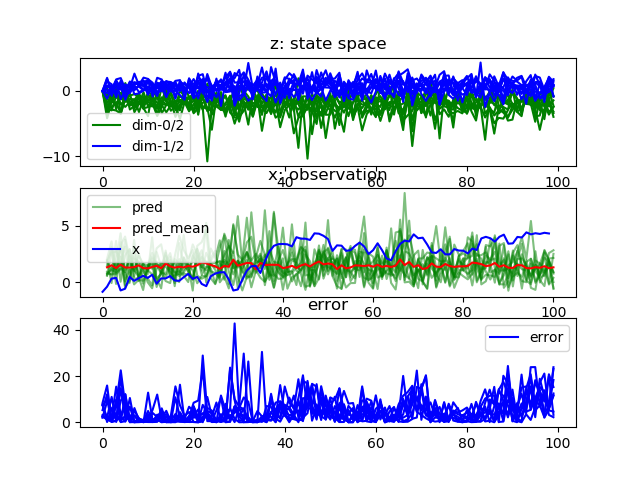 z: state space
0
−10
dim-0/2
dim-1/2
0 20 40 60 80 100
x: observation
5
0
pred
pred_mean
x
0 20 40 60 80 100
error
40
20
0
error
0 20 40 60 80 100